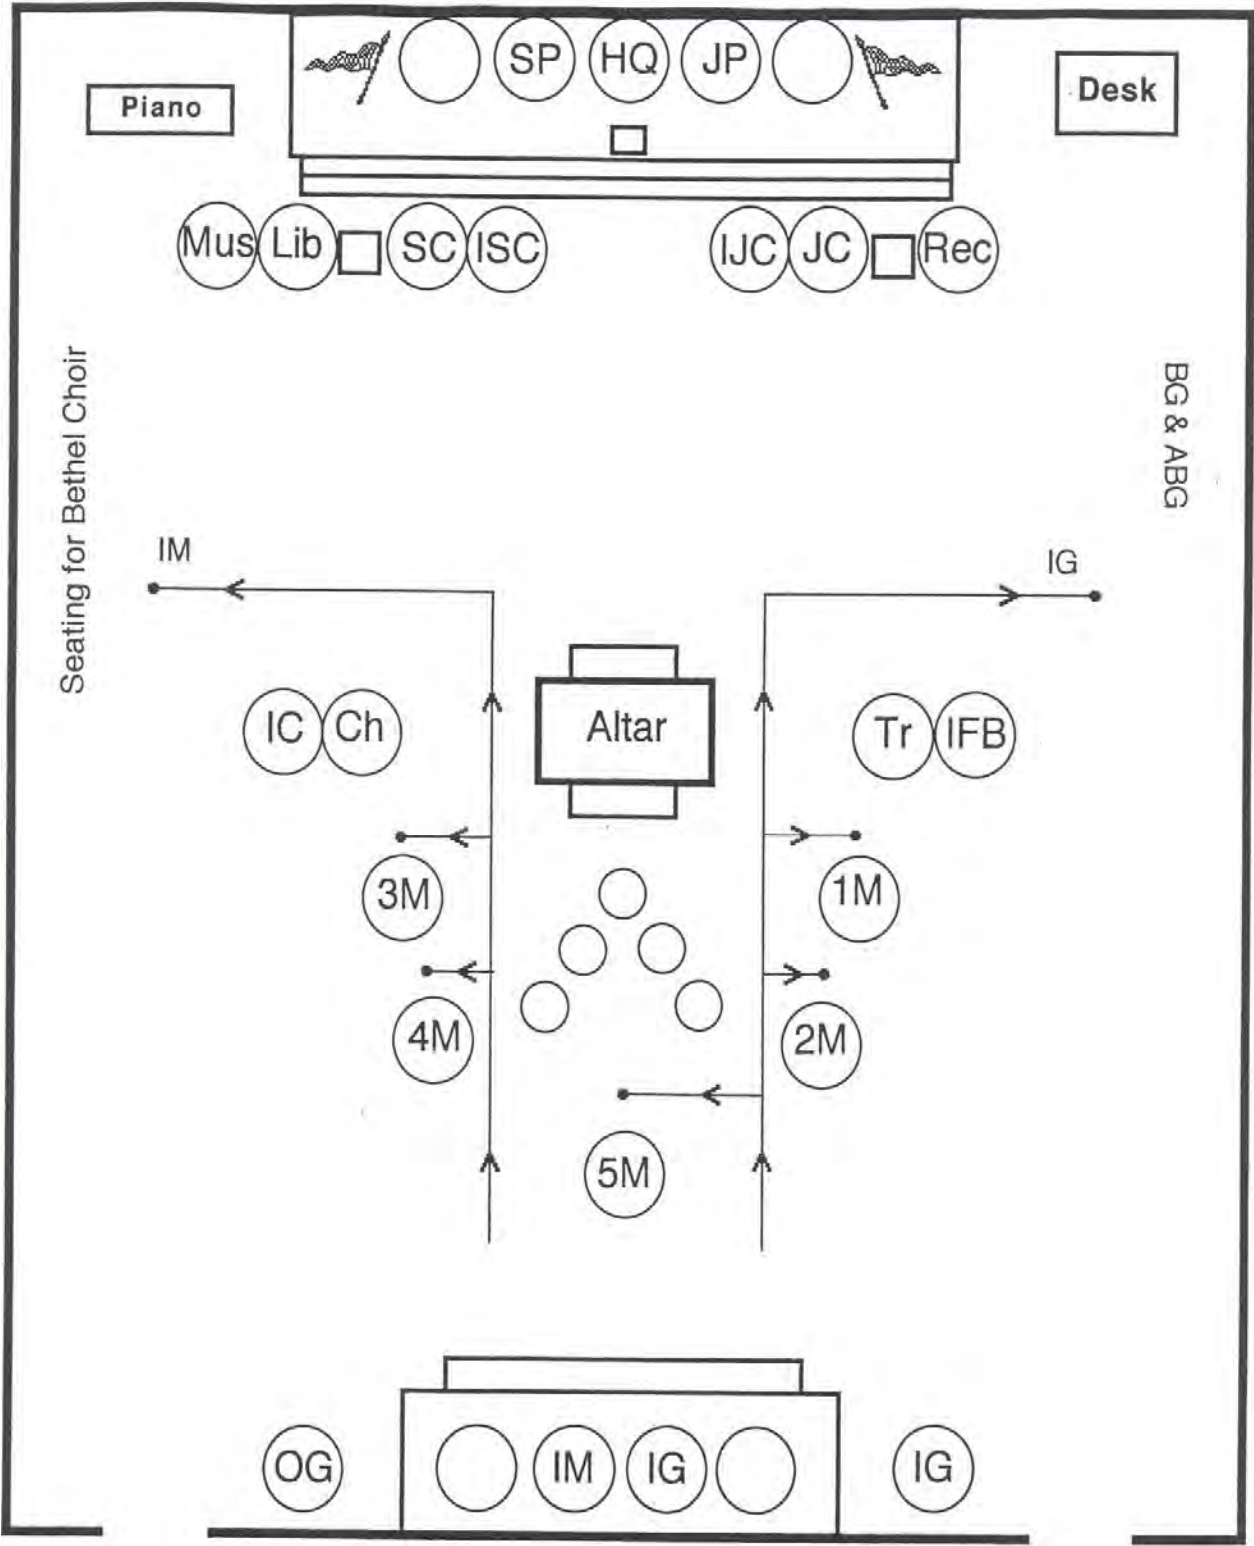 SP HQ JP
Piano
Desk
Mus Lib SC ISC IJC JC Rec
Seating for Bethel Choir
BG & ABG
IM
IG
IC Ch Altar Tr IFB
3M 1M
4M 2M
5M
OG IM IG IG